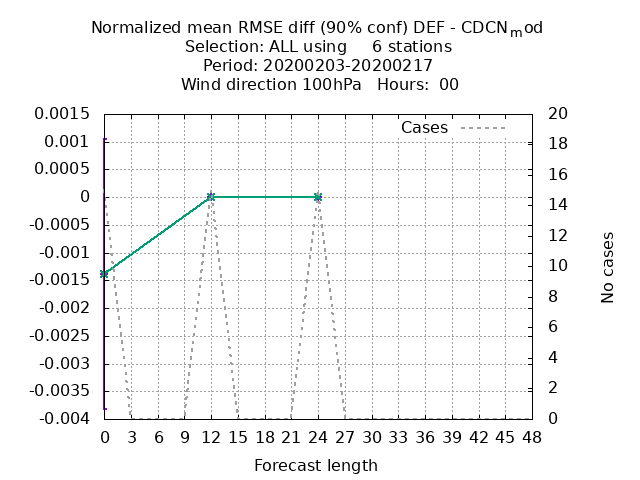 Normalized mean RMSE diff (90% conf) DEF - CDCNmod
Selection: ALL using     6 stations
Period: 20200203-20200217
Wind direction 100hPa   Hours:  00
Cases
0.0015
0.001
0.0005
0
-0.0005
-0.001
-0.0015
-0.002
-0.0025
-0.003
-0.0035
-0.004
20
18
16
14
12
10
8
6
4
2
0
No cases
0 3 6 9 12 15 18 21 24 27 30 33 36 39 42 45 48
Forecast length